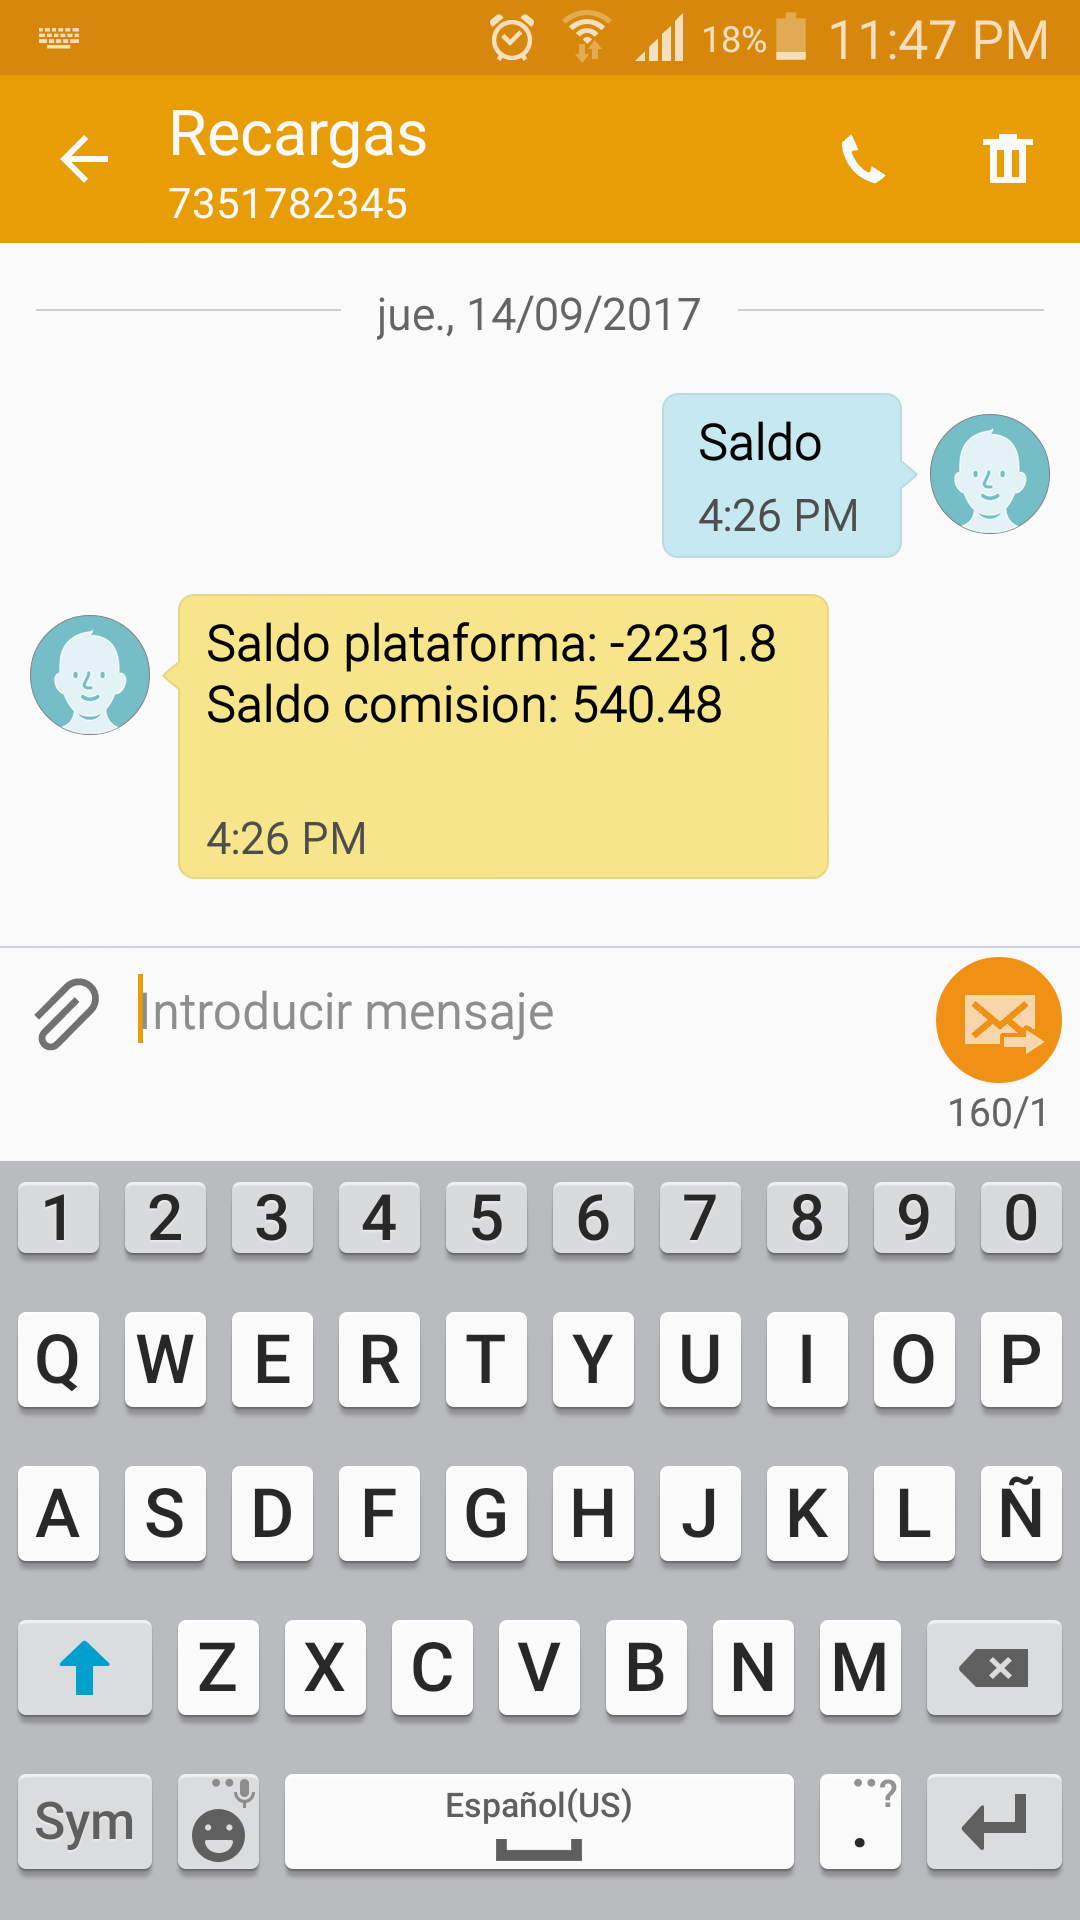 18% 11:47 PM
Recargas
7351782345
jue., 14/09/2017
Saldo
4:26 PM
Saldo plataforma: -2231.8
Saldo comision: 540.48
4:26 PM
Introducir mensaje
160/1
1 2 3 4 5 6 7 8 9 0
Q W E R T Y U I O P
A S D F G H J K L Ñ
Z X C V B N M
Sym Español(US) . ?